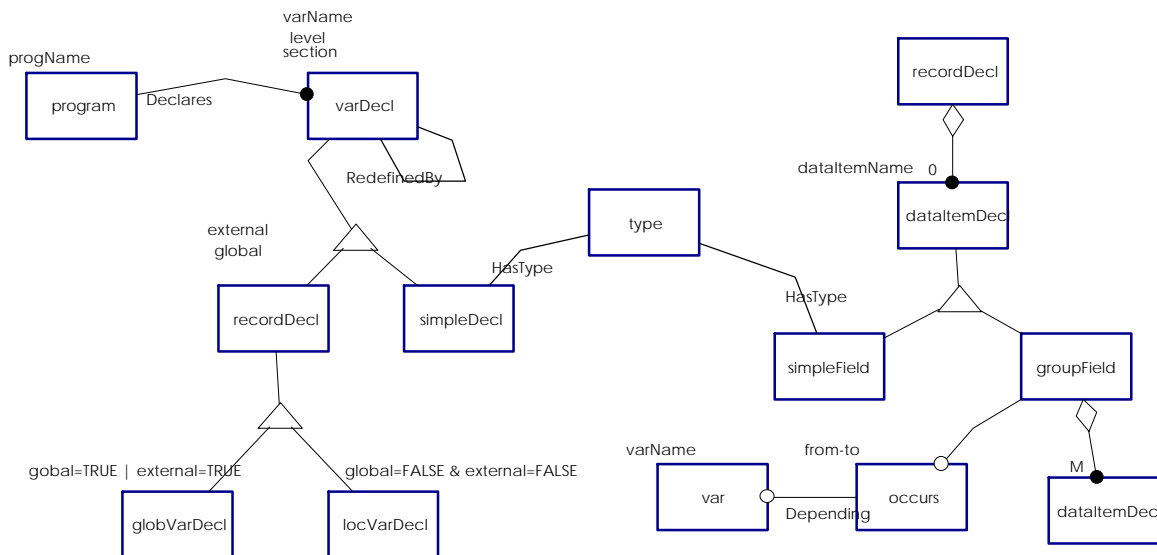 varName
level
section
progName
program
Declares
varDecl
RedefinedBy
external
global
recordDecl
simpleDecl
HasType
type
HasType
recordDecl
dataItemName
0
dataItemDecl
simpleField
groupField
gobal=TRUE | external=TRUE
global=FALSE & external=FALSE
globVarDecl
locVarDecl
varName
from-to
var
Depending
occurs
M
dataItemDec